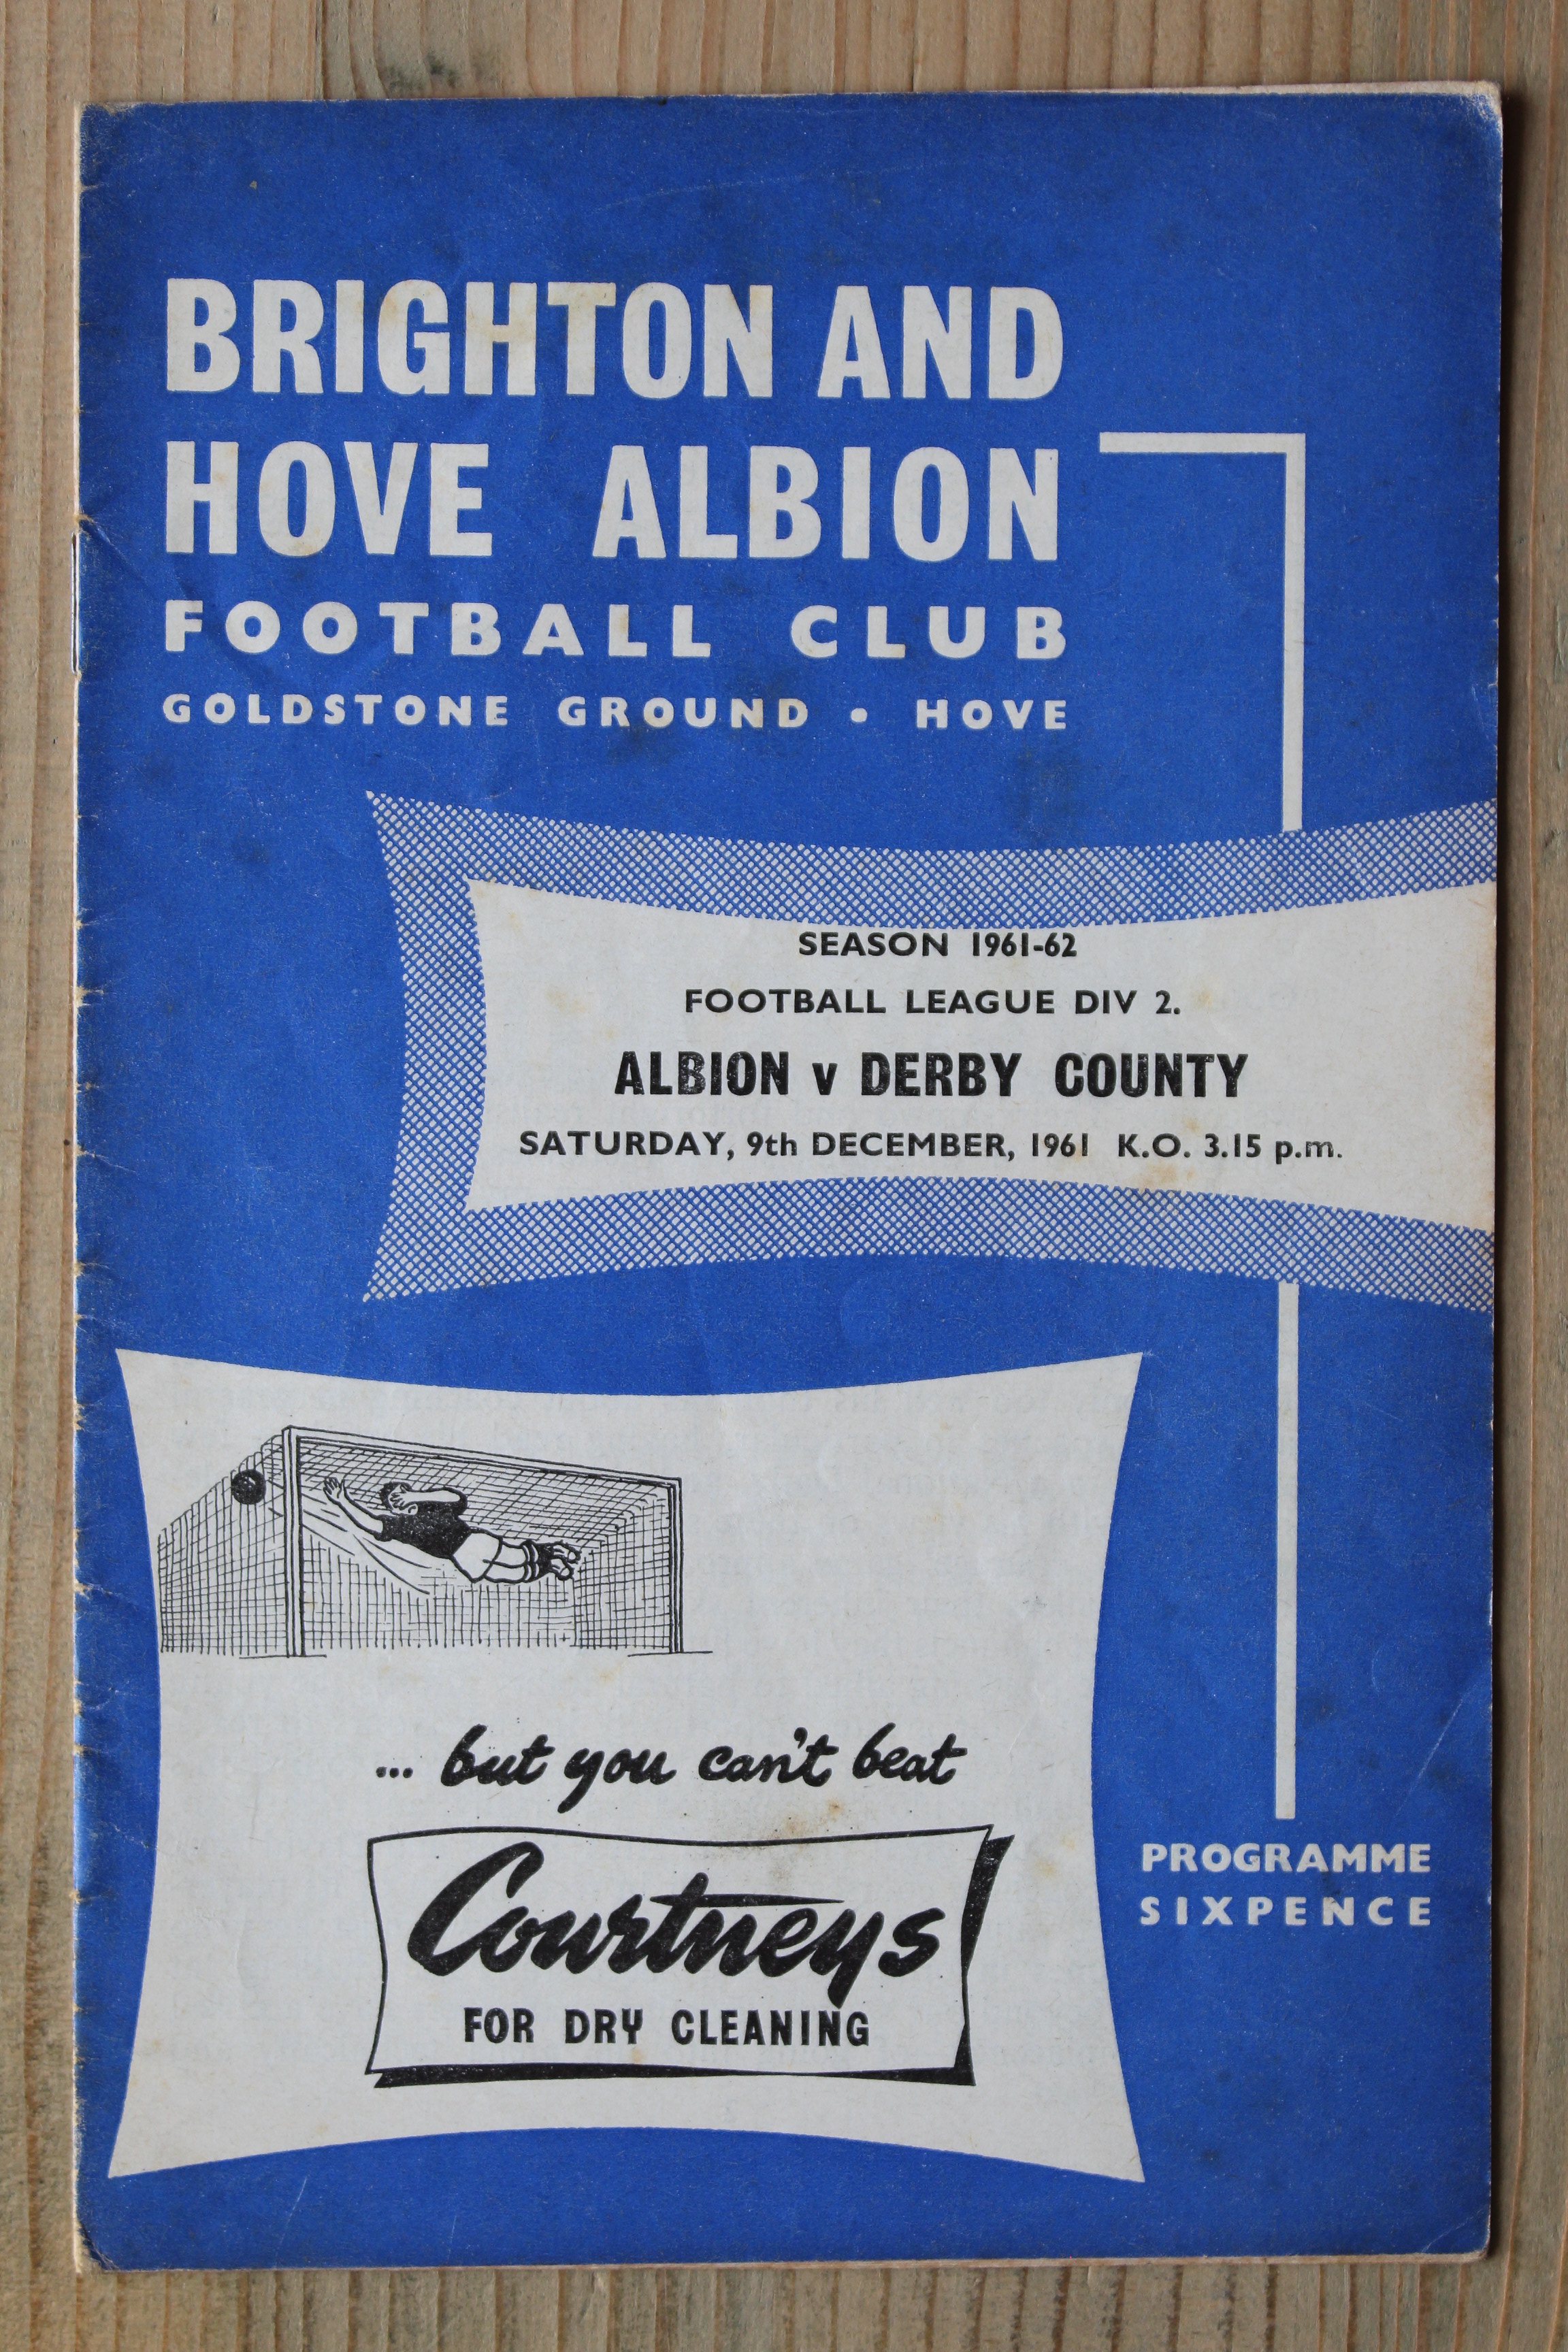 BRIGHTON AND
HOVE ALBION
FOOTBALL CLUB
GOLDSTONE GROUND • HOVE
SEASON 1961-62
FOOTBALL LEAGUE DIV 2.
ALBION v DERBY COUNTY
SATURDAY, 9th DECEMBER, 1961 K.O. 3.15 p.m.
... but you can't beat
Courtneys
FOR DRY CLEANING
PROGRAMME
SIXPENCE